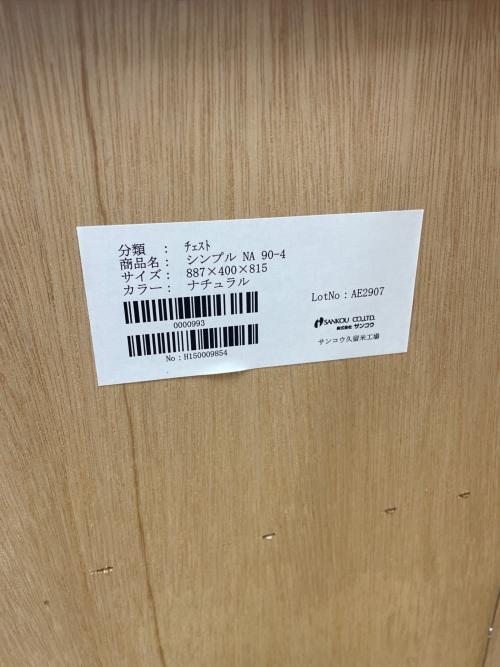 分類 : ﾁｪｽﾄ
商品名: シンプル NA 90-4
サイズ: 887×400×815
カラー: ナチュラル
0000993
No:H150009854
LotNo:AE2907
SANKOU CO.,LTD.
株式会社 サンコウ
サンコウ久留米工場